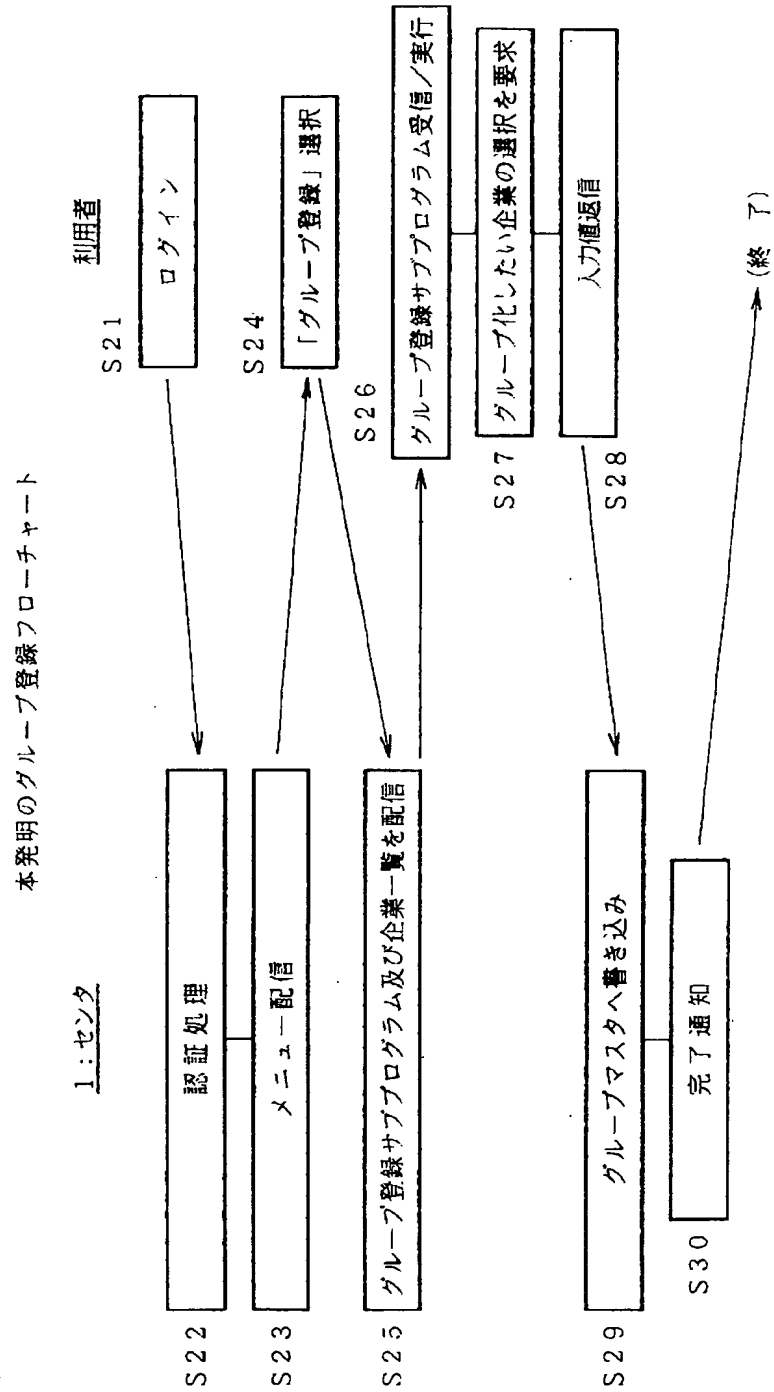 本発明のグループ登録フローチャート
1:センタ
利用者
S21
ログイン
S22
認証処理
S23
メニュー配信
S24
「グループ登録」選択
S25
グループ登録サブプログラム及び企業一覧を配信
S26
グループ登録サブプログラム受信/実行
S27
グループ化したい企業の選択を要求
S28
入力値返信
S29
グループマスタへ書き込み
S30
完了通知
(終 了)